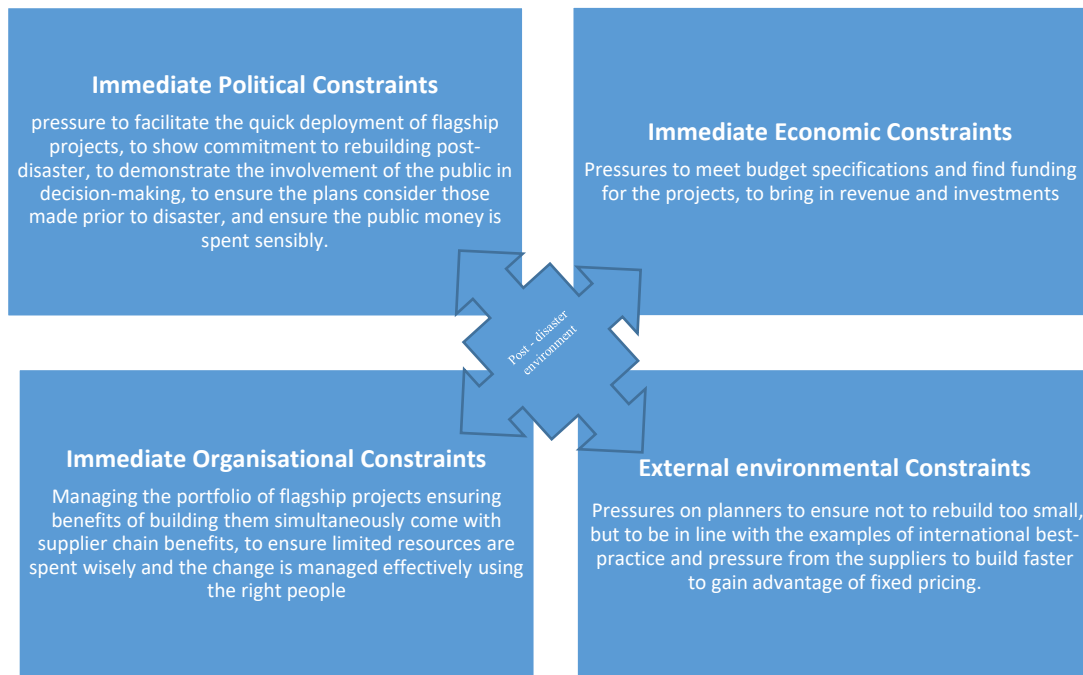 Immediate Political Constraints
pressure to facilitate the quick deployment of flagship
projects, to show commitment to rebuilding post-
disaster, to demonstrate the involvement of the public in
decision-making, to ensure the plans consider those
made prior to disaster, and ensure the public money is
spent sensibly.
Immediate Economic Constraints
Pressures to meet budget specifications and find funding
for the projects, to bring in revenue and investments
Post - disaster
environment
Immediate Organisational Constraints
Managing the portfolio of flagship projects ensuring
benefits of building them simultaneously come with
supplier chain benefits, to ensure limited resources are
spent wisely and the change is managed effectively using
the right people
External environmental Constraints
Pressures on planners to ensure not to rebuild too small,
but to be in line with the examples of international best-
practice and pressure from the suppliers to build faster
to gain advantage of fixed pricing.